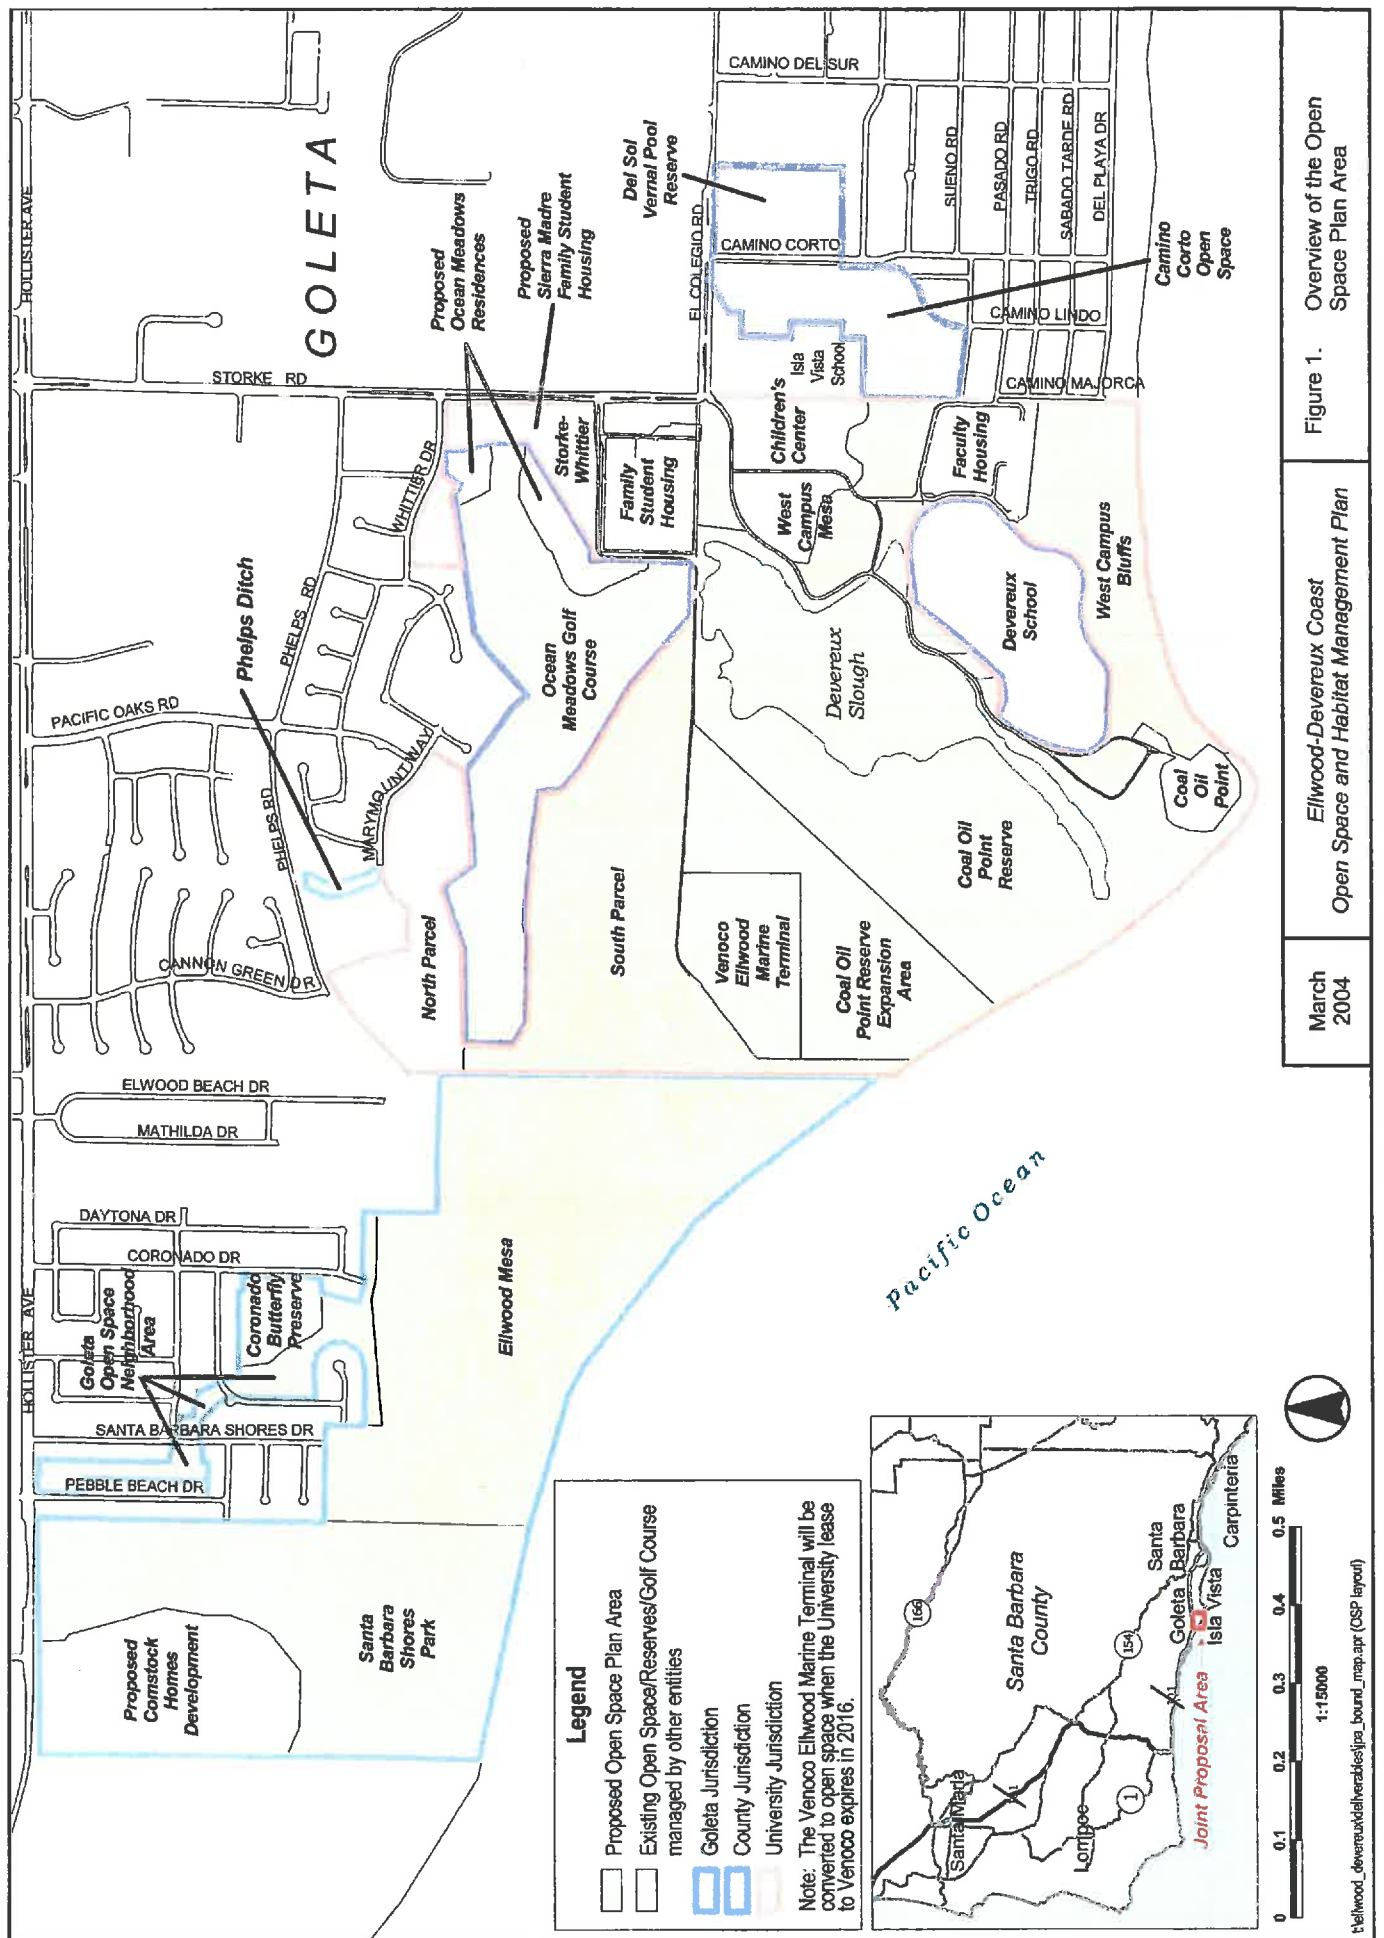 HOLLISTER AVE
HOLLISTER AVE
GOLETA
PEBBLE BEACH DR
SANTA BARBARA SHORES DR
Goleta
Open Space
Neighborhood
Area
Coronado
Butterfly
Preserve
CORONADO DR
DAYTONA DR
MATHILDA DR
ELWOOD BEACH DR
CANNON GREEN DR
PHELPS RD
PACIFIC OAKS RD
MARYMOUNT WAY
Phelps Ditch
PHELPS RD
WHITTIER DR
STORKE RD
Proposed
Ocean Meadows
Residences
Proposed
Sierra Madre
Family Student
Housing
Del Sol
Vernal Pool
Reserve
CAMINO DEL SUR
EL COLEGIO RD
CAMINO CORTO
SUENO RD
PASADO RD
TRIGO RD
SABADO TARDE RD
DEL PLAYA DR
CAMINO LINDO
CAMINO MAJORCA
Camino
Corto
Open
Space
Isla
Vista
School
Children's
Center
Storke-
Whittier
Family
Student
Housing
West
Campus
Mesa
Faculty
Housing
West Campus
Bluffs
Devereux
School
Devereux
Slough
Ocean
Meadows Golf
Course
North Parcel
South Parcel
Venoco
Ellwood
Marine
Terminal
Coal Oil
Point Reserve
Expansion
Area
Coal Oil
Point
Reserve
Coal
Oil
Point
Ellwood Mesa
Santa
Barbara
Shores
Park
Proposed
Comstock
Homes
Development
Pacific Ocean
Legend
Proposed Open Space Plan Area
Existing Open Space/Reserves/Golf Course
managed by other entities
Goleta Jurisdiction
County Jurisdiction
University Jurisdiction
Note: The Venoco Ellwood Marine Terminal will be
converted to open space when the University lease
to Venoco expires in 2016.
166
Santa Maria
Santa Barbara
County
154
101
101
1
Lompoc
Santa
Barbara
Goleta
Isla Vista
Carpinteria
Joint Proposal Area
0 0.1 0.2 0.3 0.4 0.5 Miles
1:15000
March
2004
Ellwood-Devereux Coast
Open Space and Habitat Management Plan
Figure 1. Overview of the Open
Space Plan Area